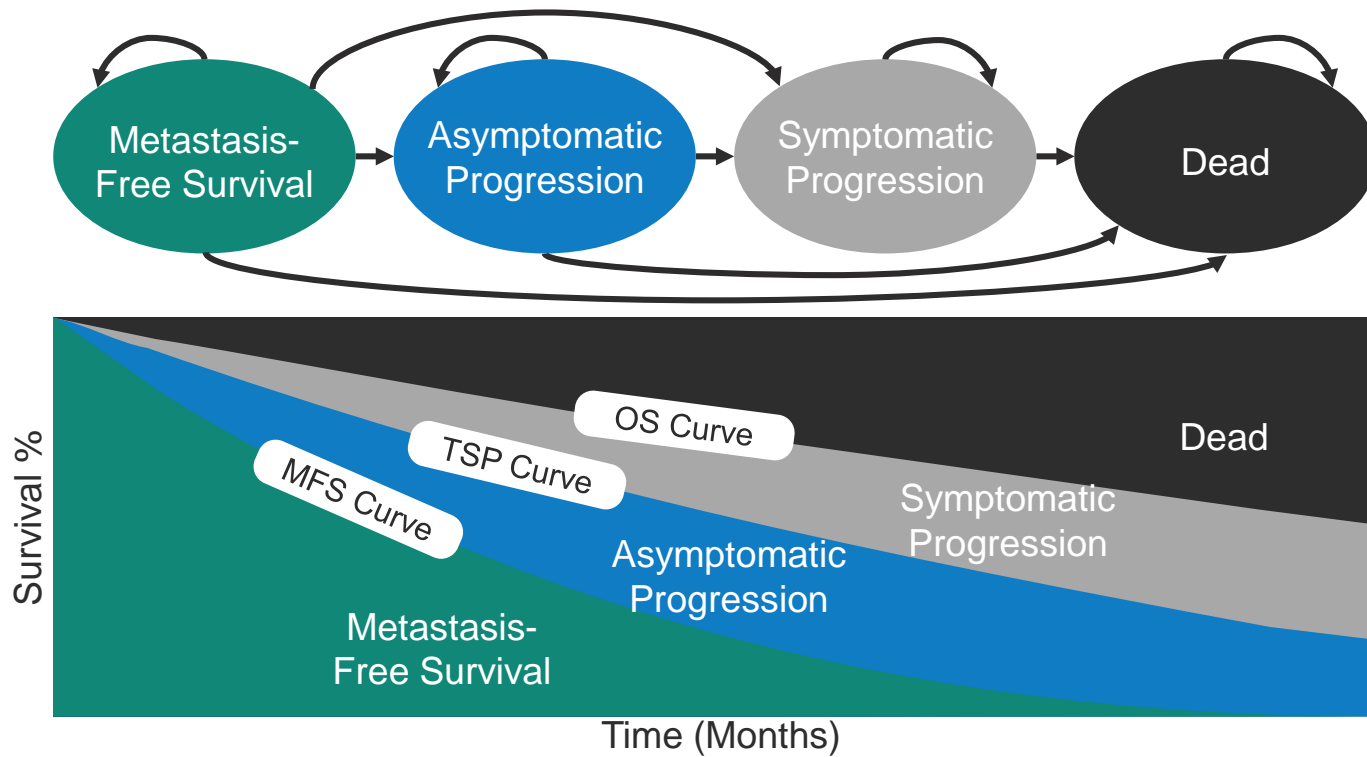 Metastasis-
Free Survival
Asymptomatic
Progression
Symptomatic
Progression
Dead
Survival %
OS Curve
TSP Curve
MFS Curve
Dead
Symptomatic
Progression
Asymptomatic
Progression
Metastasis-
Free Survival
Time (Months)